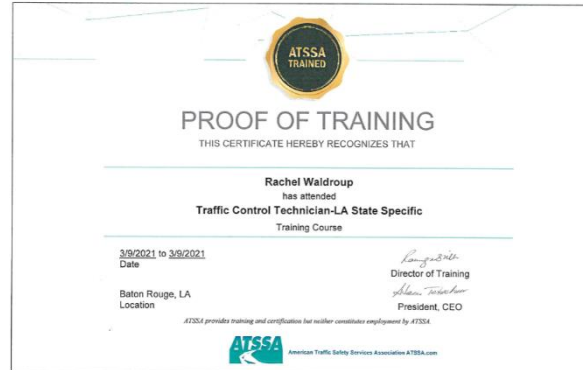 ATSSA
TRAINED
PROOF OF TRAINING
THIS CERTIFICATE HEREBY RECOGNIZES THAT
Rachel Waldroup
has attended
Traffic Control Technician-LA State Specific
Training Course
3/9/2021 to 3/9/2021
Date
Director of Training
Baton Rouge, LA
Location
President, CEO
ATSSA provides training and certification but neither constitutes employment by ATSSA.
ATSSA
American Traffic Safety Services Association ATSSA.com